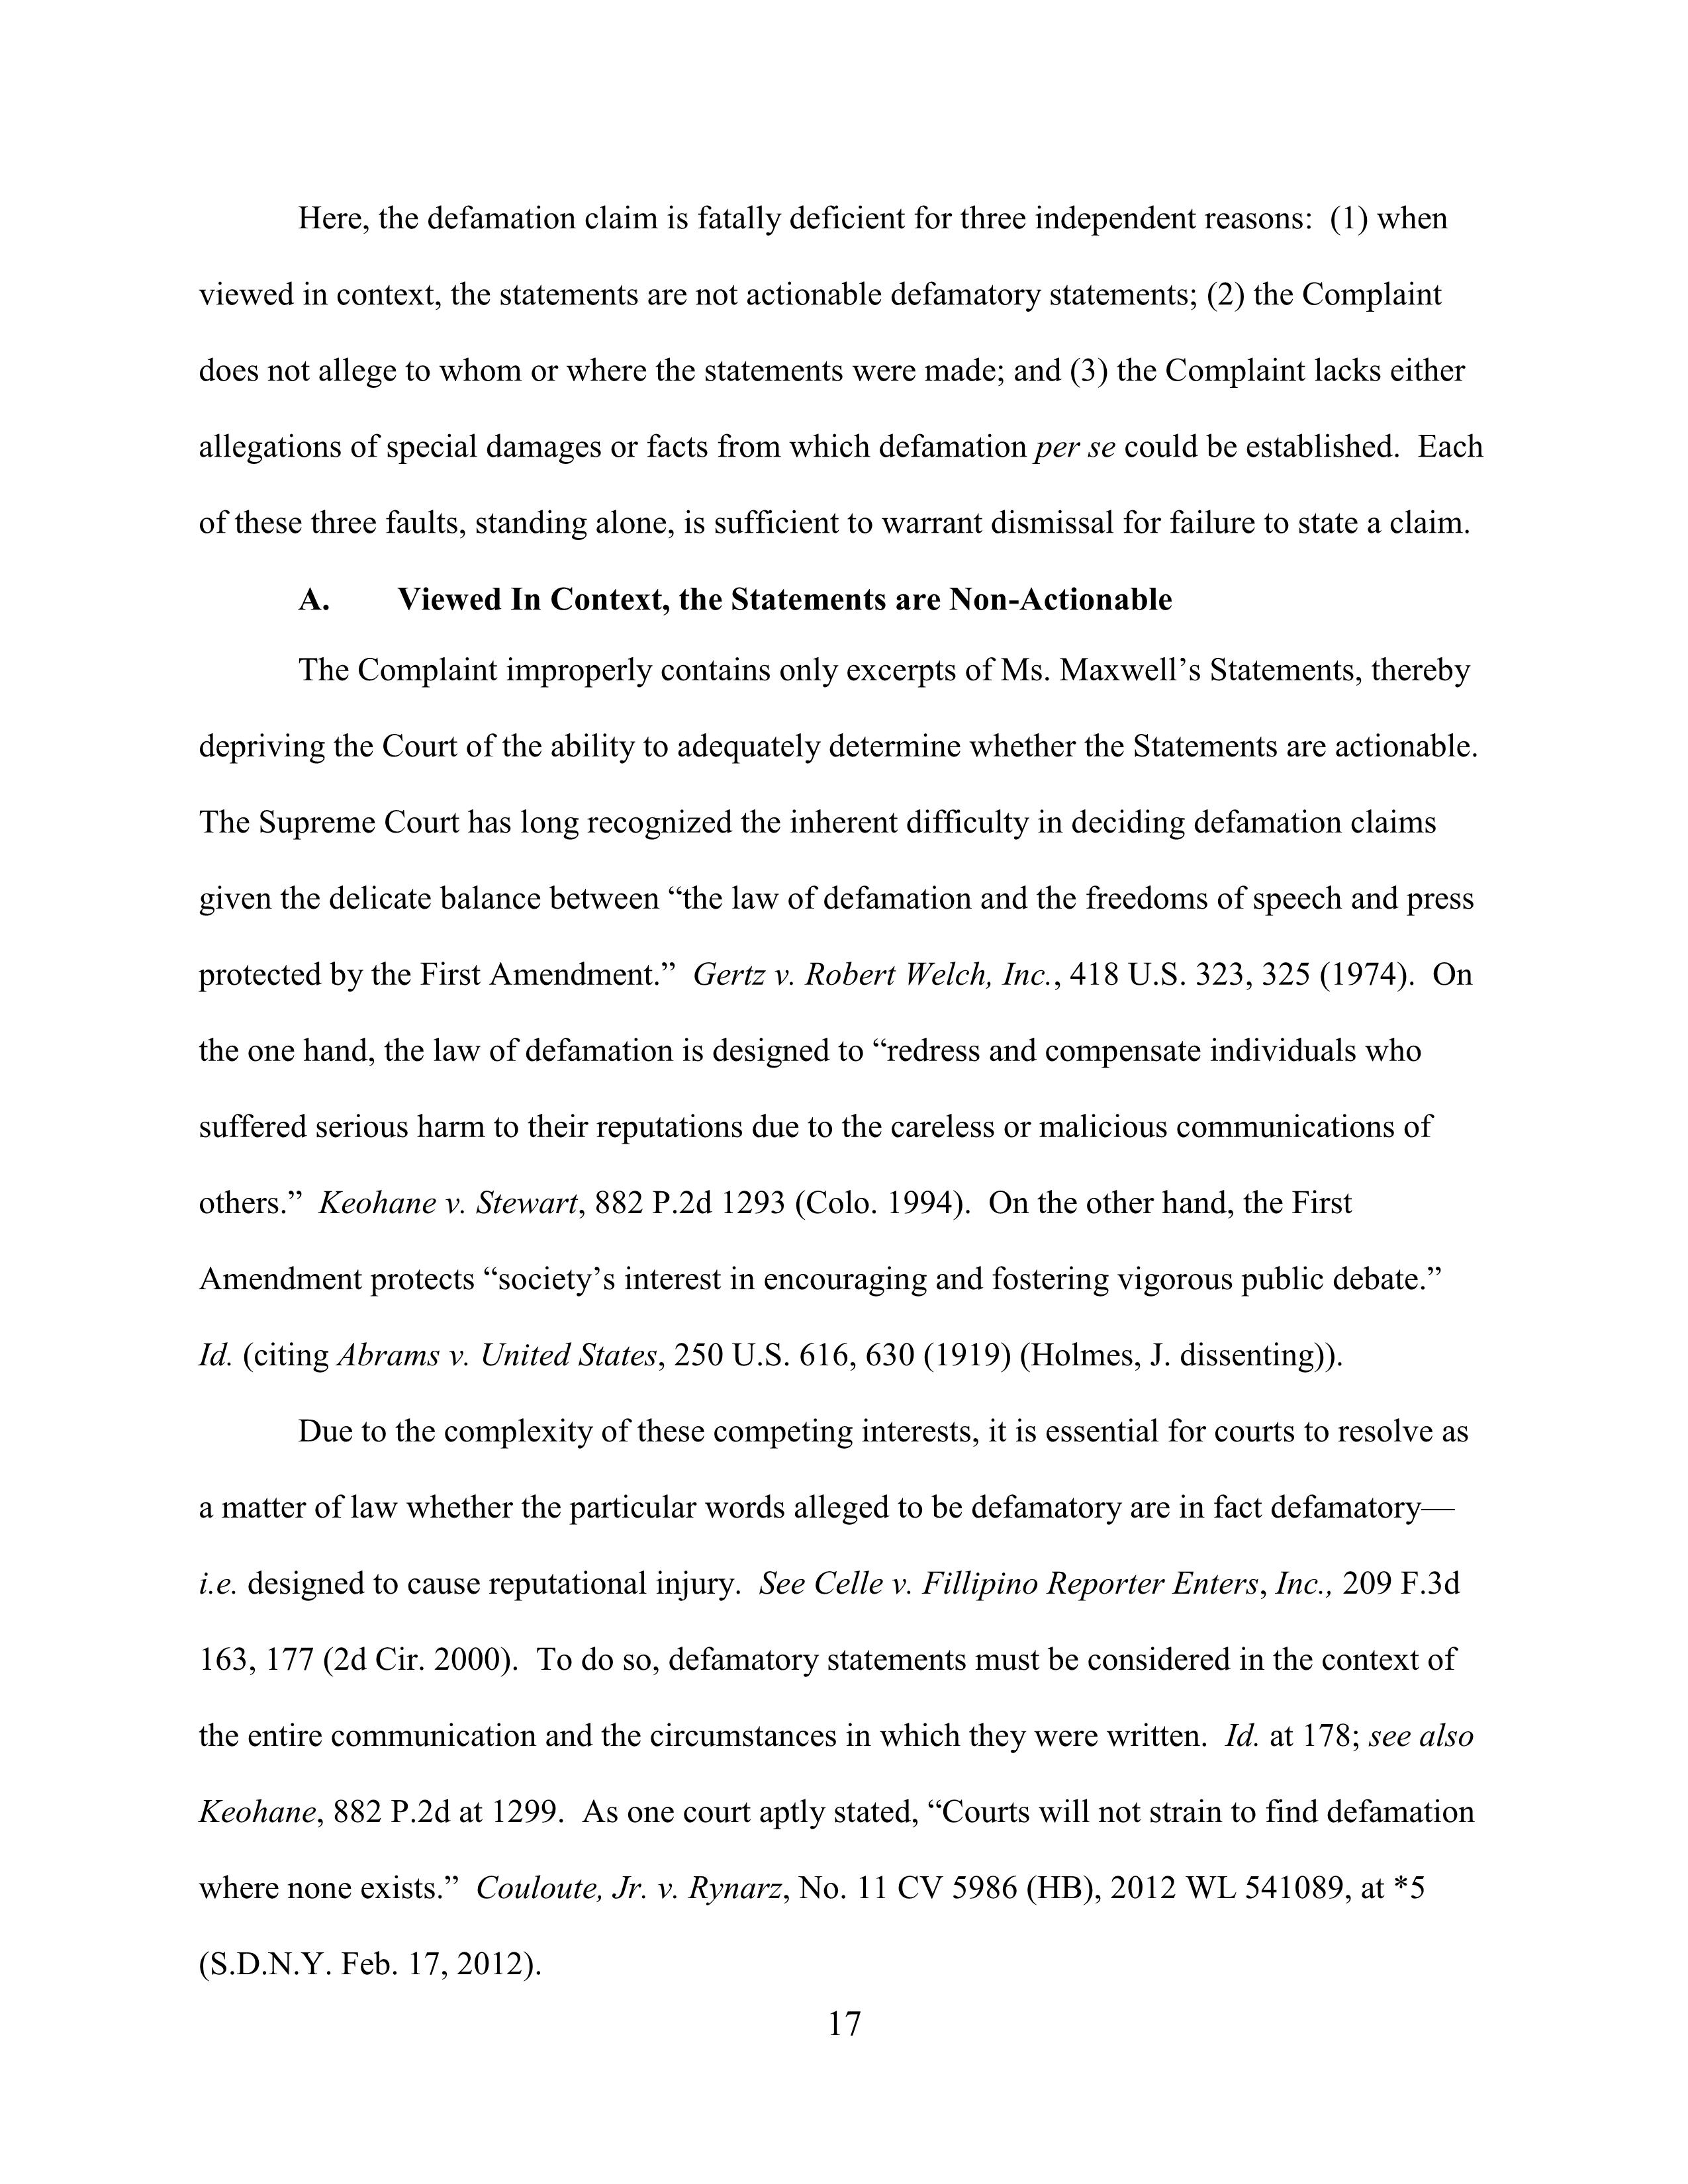 Here, the defamation claim is fatally deficient for three independent reasons:  (1) when
viewed in context, the statements are not actionable defamatory statements; (2) the Complaint
does not allege to whom or where the statements were made; and (3) the Complaint lacks either
allegations of special damages or facts from which defamation per se could be established.  Each
of these three faults, standing alone, is sufficient to warrant dismissal for failure to state a claim.
A. Viewed In Context, the Statements are Non-Actionable
The Complaint improperly contains only excerpts of Ms. Maxwell’s Statements, thereby
depriving the Court of the ability to adequately determine whether the Statements are actionable.
The Supreme Court has long recognized the inherent difficulty in deciding defamation claims
given the delicate balance between “the law of defamation and the freedoms of speech and press
protected by the First Amendment.”  Gertz v. Robert Welch, Inc., 418 U.S. 323, 325 (1974).  On
the one hand, the law of defamation is designed to “redress and compensate individuals who
suffered serious harm to their reputations due to the careless or malicious communications of
others.”  Keohane v. Stewart, 882 P.2d 1293 (Colo. 1994).  On the other hand, the First
Amendment protects “society’s interest in encouraging and fostering vigorous public debate.”
Id. (citing Abrams v. United States, 250 U.S. 616, 630 (1919) (Holmes, J. dissenting)).
Due to the complexity of these competing interests, it is essential for courts to resolve as
a matter of law whether the particular words alleged to be defamatory are in fact defamatory—
i.e. designed to cause reputational injury.  See Celle v. Fillipino Reporter Enters, Inc., 209 F.3d
163, 177 (2d Cir. 2000).  To do so, defamatory statements must be considered in the context of
the entire communication and the circumstances in which they were written.  Id. at 178; see also
Keohane, 882 P.2d at 1299.  As one court aptly stated, “Courts will not strain to find defamation
where none exists.”  Couloute, Jr. v. Rynarz, No. 11 CV 5986 (HB), 2012 WL 541089, at *5
(S.D.N.Y. Feb. 17, 2012).
17